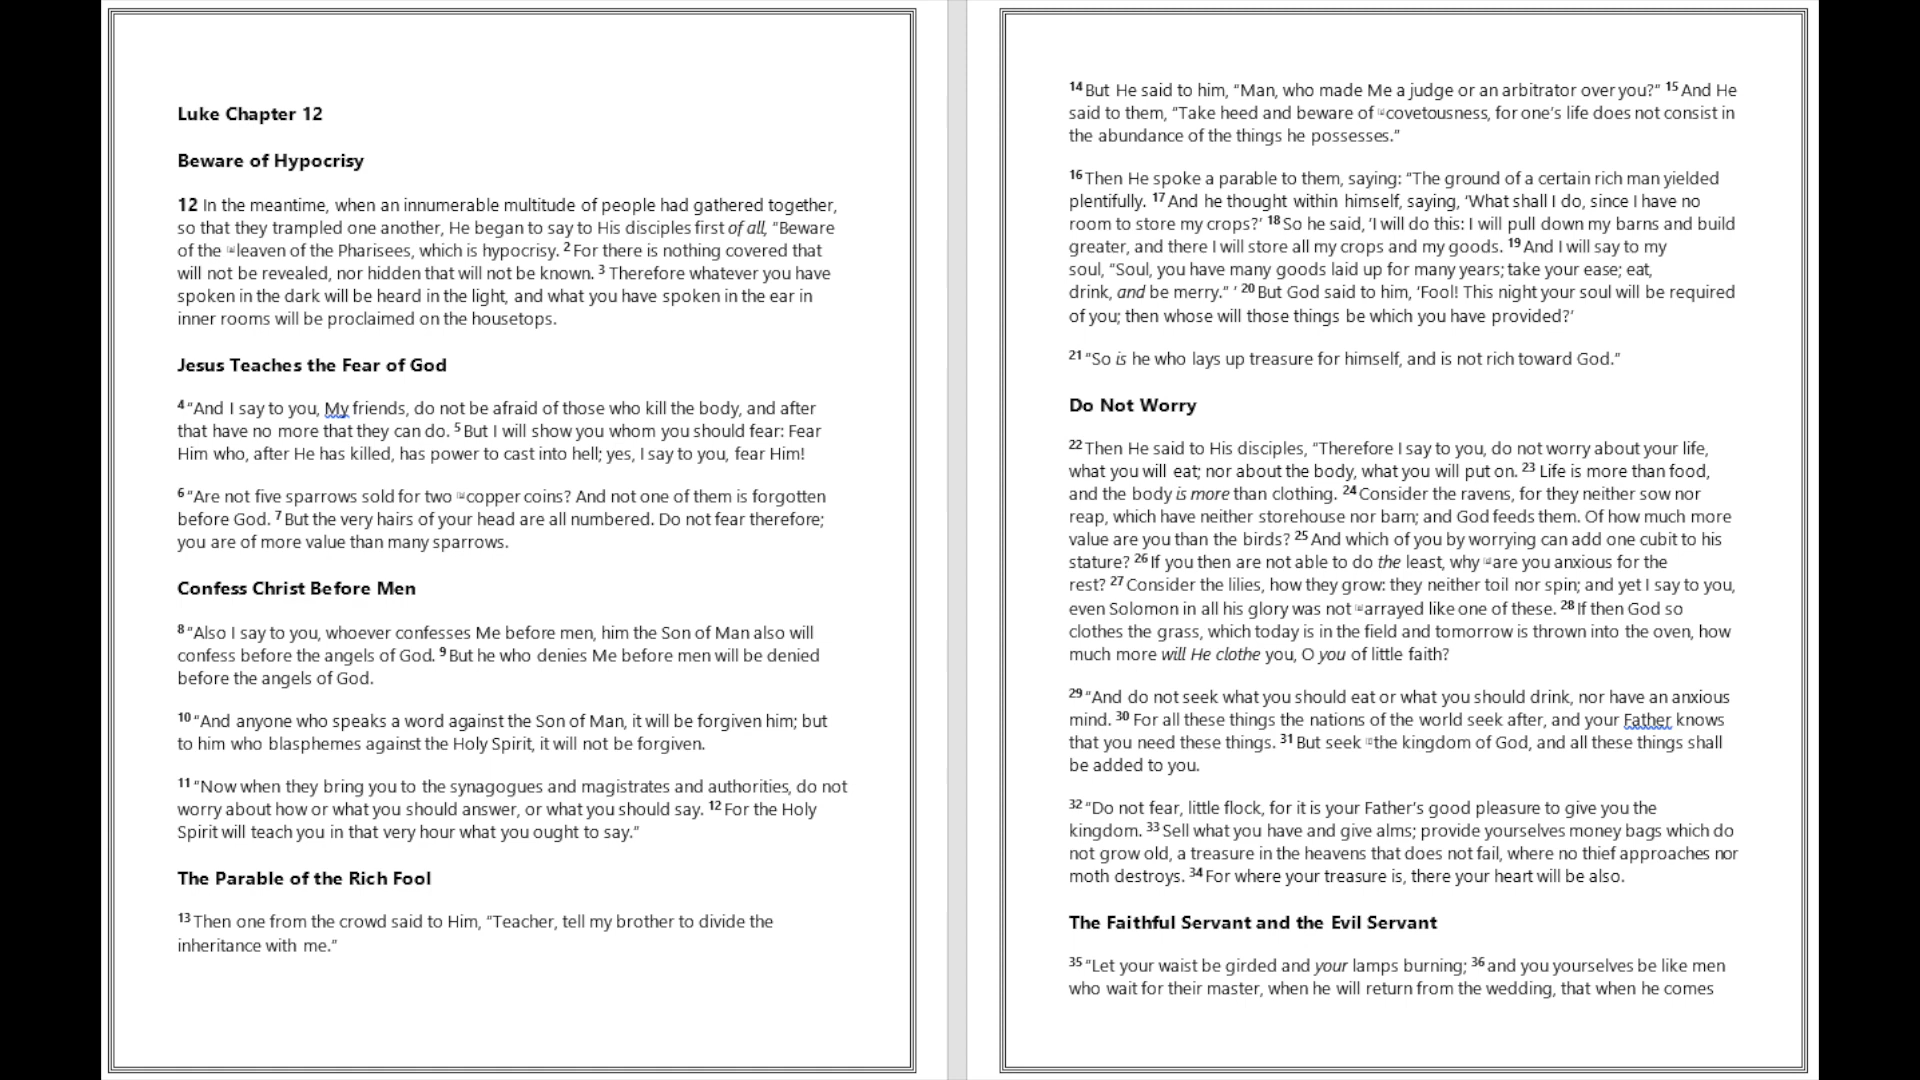 Luke Chapter 12
Beware of Hypocrisy
12 In the meantime, when an innumerable multitude of people had gathered together,
so that they trampled one another, He began to say to His disciples first of all, “Beware
of the leaven of the Pharisees, which is hypocrisy. 2 For there is nothing covered that
will not be revealed, nor hidden that will not be known. 3 Therefore whatever you have
spoken in the dark will be heard in the light, and what you have spoken in the ear in
inner rooms will be proclaimed on the housetops.
Jesus Teaches the Fear of God
4 “And I say to you, My friends, do not be afraid of those who kill the body, and after
that have no more that they can do. 5 But I will show you whom you should fear: Fear
Him who, after He has killed, has power to cast into hell; yes, I say to you, fear Him!
6 “Are not five sparrows sold for two copper coins? And not one of them is forgotten
before God. 7 But the very hairs of your head are all numbered. Do not fear therefore;
you are of more value than many sparrows.
Confess Christ Before Men
8 “Also I say to you, whoever confesses Me before men, him the Son of Man also will
confess before the angels of God. 9 But he who denies Me before men will be denied
before the angels of God.
10 “And anyone who speaks a word against the Son of Man, it will be forgiven him; but
to him who blasphemes against the Holy Spirit, it will not be forgiven.
11 “Now when they bring you to the synagogues and magistrates and authorities, do not
worry about how or what you should answer, or what you should say. 12 For the Holy
Spirit will teach you in that very hour what you ought to say.”
The Parable of the Rich Fool
13 Then one from the crowd said to Him, “Teacher, tell my brother to divide the
inheritance with me.”
14 But He said to him, “Man, who made Me a judge or an arbitrator over you?” 15 And He
said to them, “Take heed and beware of covetousness, for one’s life does not consist in
the abundance of the things he possesses.”
16 Then He spoke a parable to them, saying: “The ground of a certain rich man yielded
plentifully. 17 And he thought within himself, saying, ‘What shall I do, since I have no
room to store my crops?’ 18 So he said, ‘I will do this: I will pull down my barns and build
greater, and there I will store all my crops and my goods. 19 And I will say to my
soul, “Soul, you have many goods laid up for many years; take your ease; eat,
drink, and be merry.” ’ 20 But God said to him, ‘Fool! This night your soul will be required
of you; then whose will those things be which you have provided?’
21 “So is he who lays up treasure for himself, and is not rich toward God.”
Do Not Worry
22 Then He said to His disciples, “Therefore I say to you, do not worry about your life,
what you will eat; nor about the body, what you will put on. 23 Life is more than food,
and the body is more than clothing. 24 Consider the ravens, for they neither sow nor
reap, which have neither storehouse nor barn; and God feeds them. Of how much more
value are you than the birds? 25 And which of you by worrying can add one cubit to his
stature? 26 If you then are not able to do the least, why are you anxious for the
rest? 27 Consider the lilies, how they grow: they neither toil nor spin; and yet I say to you,
even Solomon in all his glory was not arrayed like one of these. 28 If then God so
clothes the grass, which today is in the field and tomorrow is thrown into the oven, how
much more will He clothe you, O you of little faith?
29 “And do not seek what you should eat or what you should drink, nor have an anxious
mind. 30 For all these things the nations of the world seek after, and your Father knows
that you need these things. 31 But seek the kingdom of God, and all these things shall
be added to you.
32 “Do not fear, little flock, for it is your Father’s good pleasure to give you the
kingdom. 33 Sell what you have and give alms; provide yourselves money bags which do
not grow old, a treasure in the heavens that does not fail, where no thief approaches nor
moth destroys. 34 For where your treasure is, there your heart will be also.
The Faithful Servant and the Evil Servant
35 “Let your waist be girded and your lamps burning; 36 and you yourselves be like men
who wait for their master, when he will return from the wedding, that when he comes